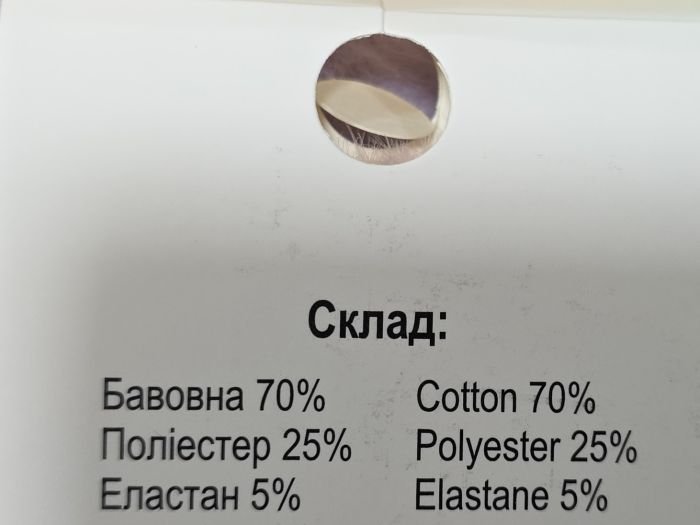 Склад:
Бавовна 70% Cotton 70%
Поліестер 25% Polyester 25%
Еластан 5% Elastane 5%